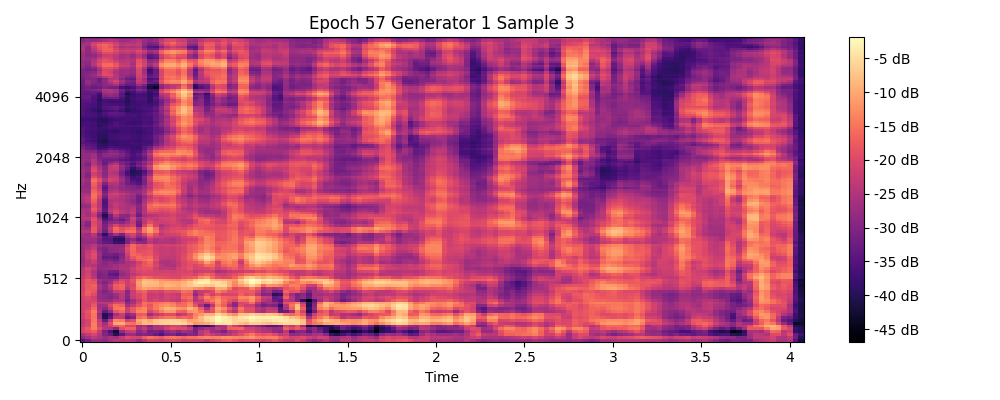 Epoch 57 Generator 1 Sample 3
Hz
4096
2048
1024
512
0
0 0.5 1 1.5 2 2.5 3 3.5 4
Time
-5 dB
-10 dB
-15 dB
-20 dB
-25 dB
-30 dB
-35 dB
-40 dB
-45 dB